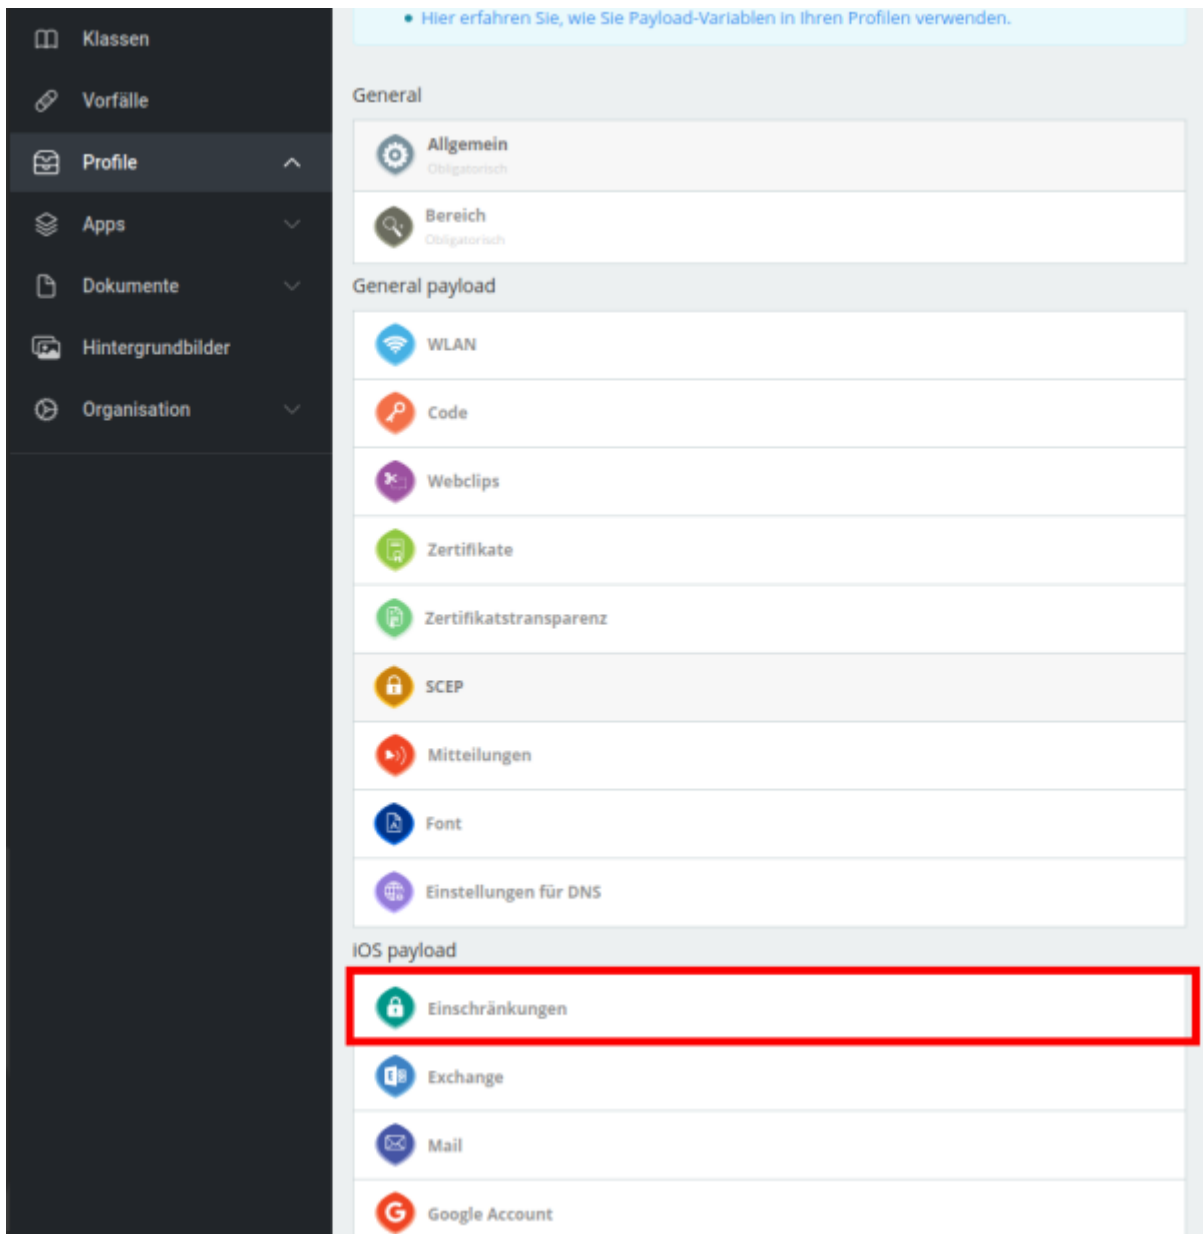 Klassen
Vorfälle
Profile
Apps
Dokumente
Hintergrundbilder
Organisation
Hier erfahren Sie, wie Sie Payload-Variablen in Ihren Profilen verwenden.
General
Allgemein
Obligatorisch
Bereich
Obligatorisch
General payload
WLAN
Code
Webclips
Zertifikate
Zertifikatstransparenz
SCEP
Mitteilungen
Font
Einstellungen für DNS
iOS payload
Einschränkungen
Exchange
Mail
Google Account